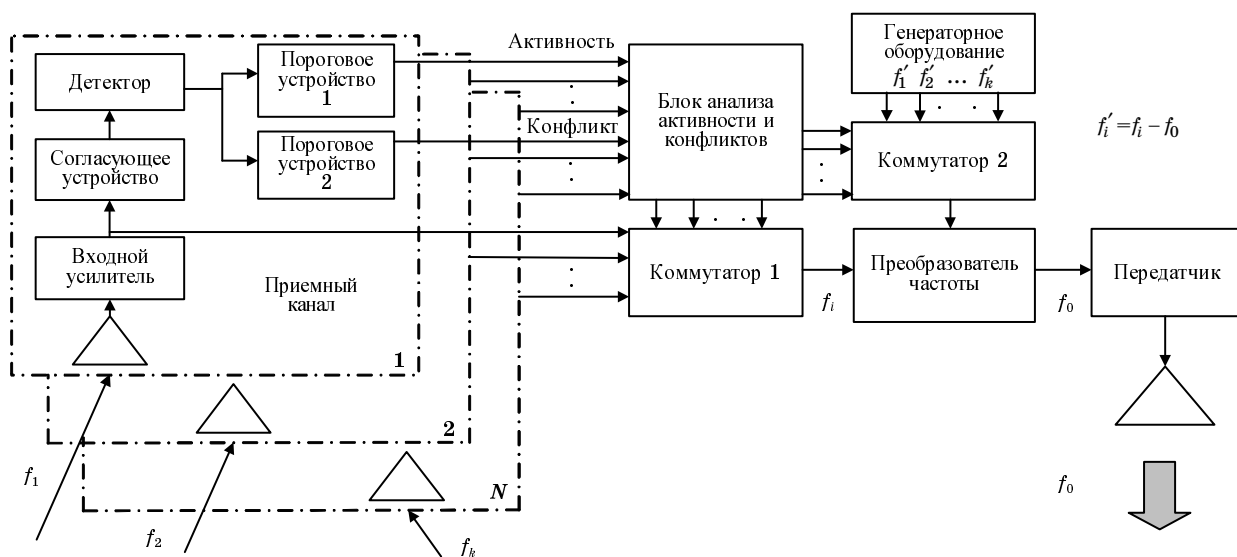 Детектор
Пороговое
устройство
1
Согласующее
устройство
Пороговое
устройство
2
Входной
усилитель
Приемный
канал
1
2
N
f₁
f₂
fₖ
Активность
Конфликт
Блок анализа
активности и
конфликтов
Генераторное
оборудование
f₁′ f₂′ ... fₖ′
Коммутатор 2
fᵢ′ = fᵢ – f₀
Коммутатор 1
fᵢ
Преобразователь
частоты
f₀
Передатчик
f₀